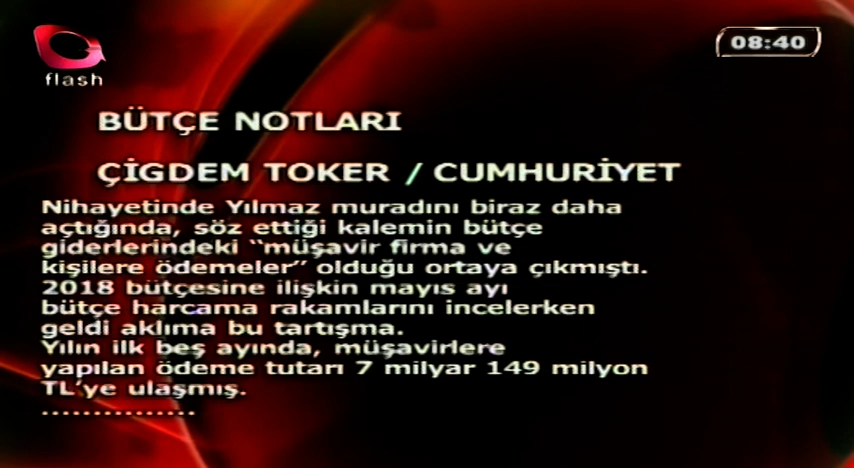 flash
08:40
BÜTÇE NOTLARI
ÇİGDEM TOKER / CUMHURİYET
Nihayetinde Yılmaz muradını biraz daha
açtığında, söz ettiği kalemin bütçe
giderlerindeki “müşavir firma ve
kişilere ödemeler” olduğu ortaya çıkmıştı.
2018 bütçesine ilişkin mayıs ayı
bütçe harcama rakamlarını incelerken
geldi aklıma bu tartışma.
Yılın ilk beş ayında, müşavirlere
yapılan ödeme tutarı 7 milyar 149 milyon
TL'ye ulaşmış.
...............